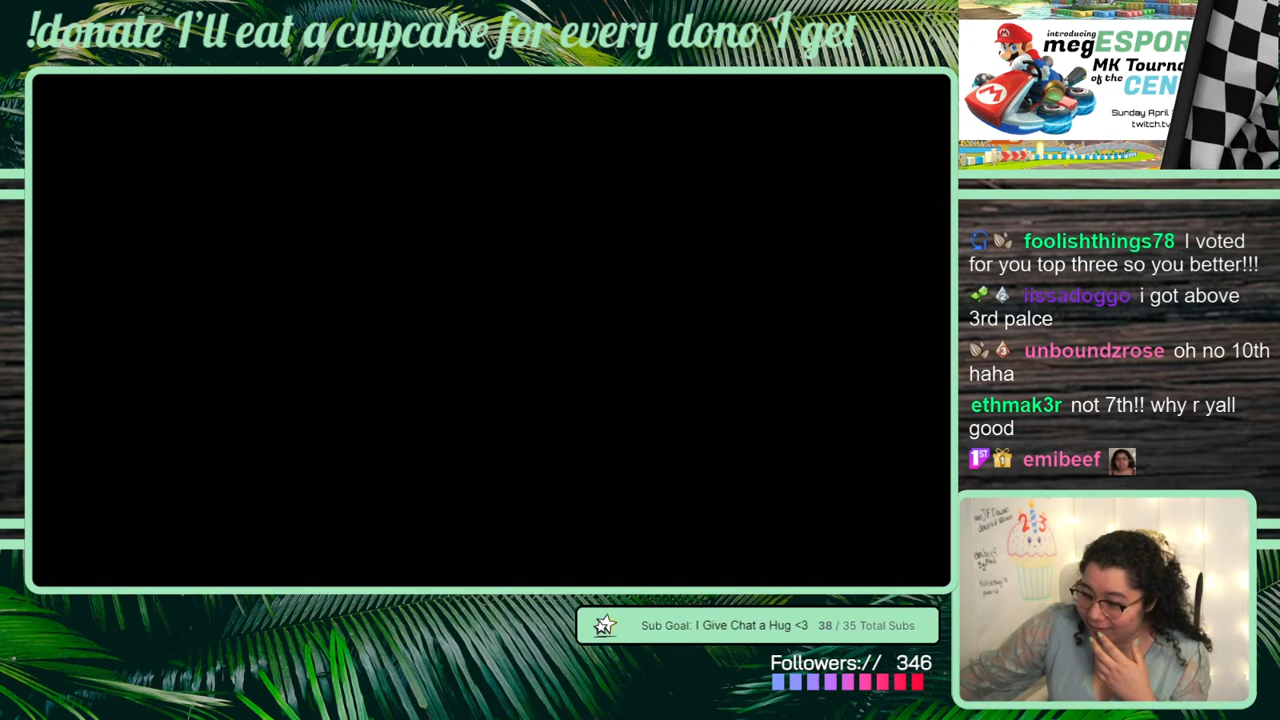 !donate I'll eat a cupcake for every dono I get
introducing
megESPOR
MK Tourna
of the CEN
Sunday April
twitch.tv
foolishthings78 I voted
for you top three so you better!!!
iissadoggo i got above
3rd palce
unboundzrose oh no 10th
haha
ethmak3r not 7th!! why r yall
good
1ST emibeef
23
Sub Goal: I Give Chat a Hug <3 38 / 35 Total Subs
Followers:// 346